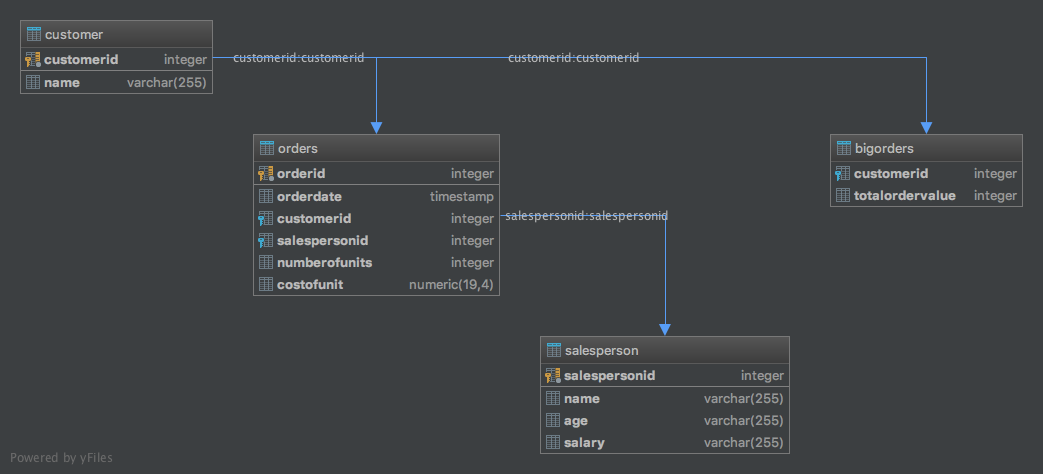 customer
customerid integer
name varchar(255)
customerid:customerid
customerid:customerid
orders
orderid integer
orderdate timestamp
customerid integer
salespersonid integer
numberofunits integer
costofunit numeric(19,4)
bigorders
customerid integer
totalordervalue integer
salespersonid:salespersonid
salesperson
salespersonid integer
name varchar(255)
age varchar(255)
salary varchar(255)
Powered by yFiles